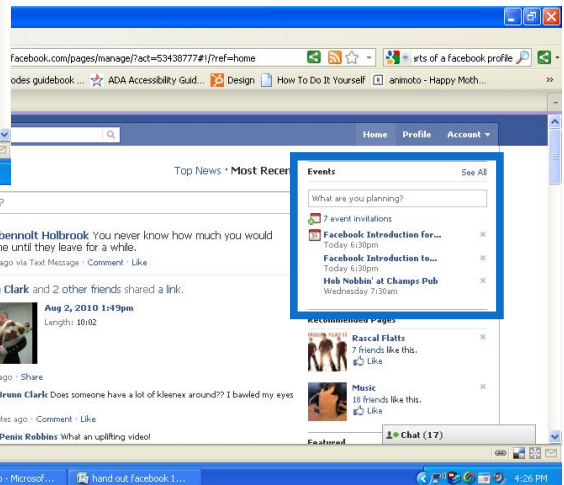 facebook.com/pages/manage/?act=53438777#!/?ref=home
arts of a facebook profile
odes guidebook ... ADA Accessibility Guid... Design How To Do It Yourself animoto - Happy Moth... »
Home Profile Account
Top News · Most Recen
?
bennolt Holbrook You never know how much you would
ne until they leave for a while.
ago via Text Message · Comment · Like
Clark and 2 other friends shared a link.
Aug 2, 2010 1:49pm
Length: 10:02
ago · Share
Brunn Clark Does someone have a lot of kleenex around?? I bawled my eyes
tes ago · Comment · Like
Penix Robbins What an uplifting video!
Events See All
What are you planning?
7 event invitations
31 Facebook Introduction for...
Today 6:30pm
Facebook Introduction to...
Today 6:30pm
Hob Nobbin' at Champs Pub
Wednesday 7:30am
Recommended Pages
Rascal Flatts
7 friends like this.
Like
Music
18 friends like this.
Like
Featured
Chat (17)
o - Microsof... hand out facebook 1... 4:26 PM